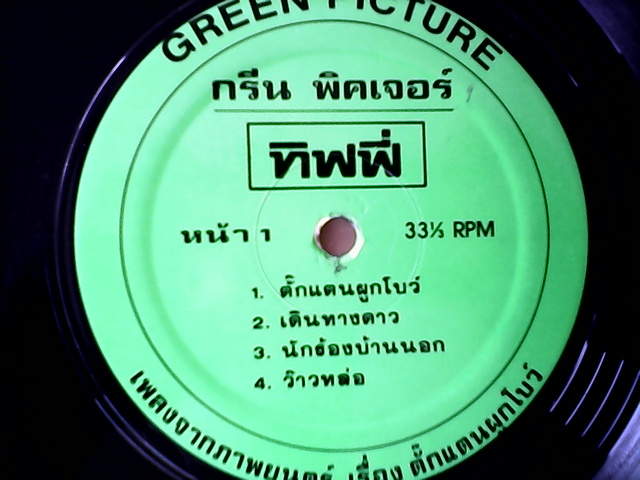 GREEN PICTURE
กรีน พิคเจอร์
ทิฟฟี่
หน้า ๅ
33⅓ RPM
1. ตั๊กแตนผูกโบว์
2. เดินทางดาว
3. นักร้องบ้านนอก
4. ว๊าวหล่อ
เพลงจากภาพยนตร์ เรื่อง ตั๊กแตนผูกโบว์